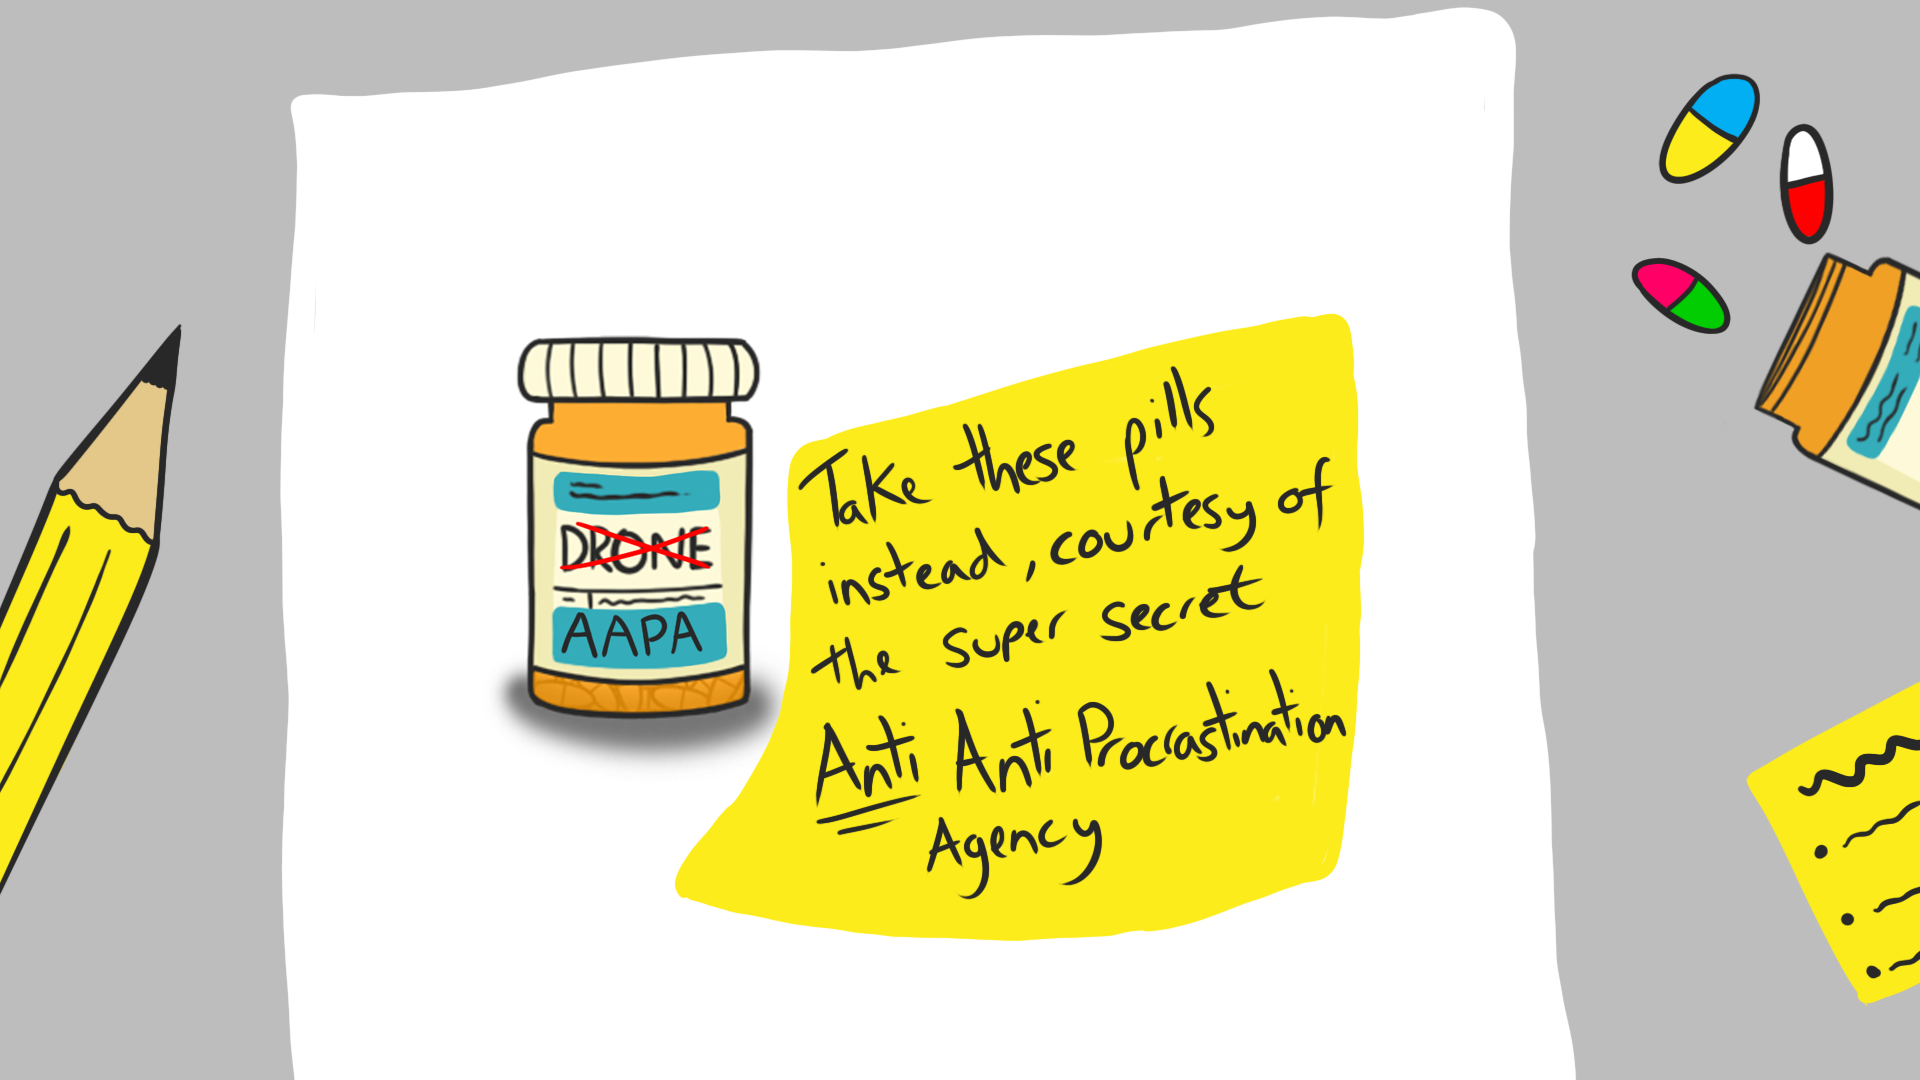 DRONE
AAPA
Take these pills
instead, courtesy of
the super secret
Anti Anti Procrastination
Agency